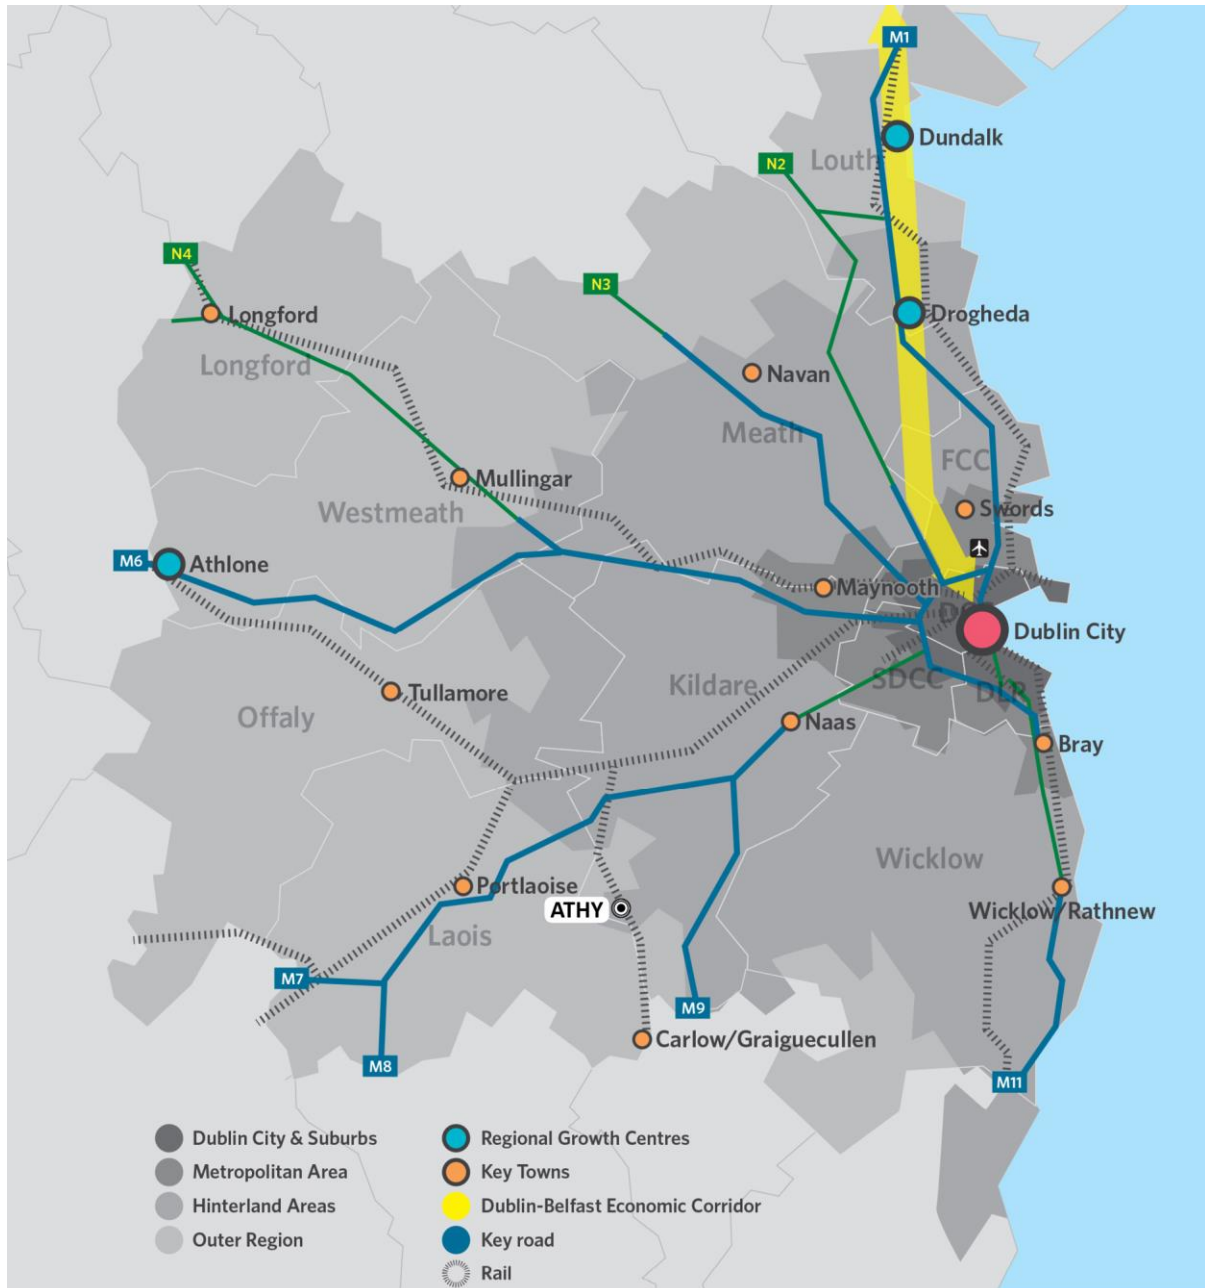 M1
Dundalk
Louth
N2
N4
N3
Longford
Drogheda
Longford
Navan
Meath
FCC
Mullingar
Swords
Westmeath
M6
Athlone
Maynooth
Dublin City
SDCC
DLR
Kildare
Tullamore
Offaly
Naas
Bray
Wicklow
Portlaoise
ATHY
Wicklow/Rathnew
Laois
M7
M9
Carlow/Graiguecullen
M8
M11
Dublin City & Suburbs
Metropolitan Area
Hinterland Areas
Outer Region
Regional Growth Centres
Key Towns
Dublin-Belfast Economic Corridor
Key road
Rail